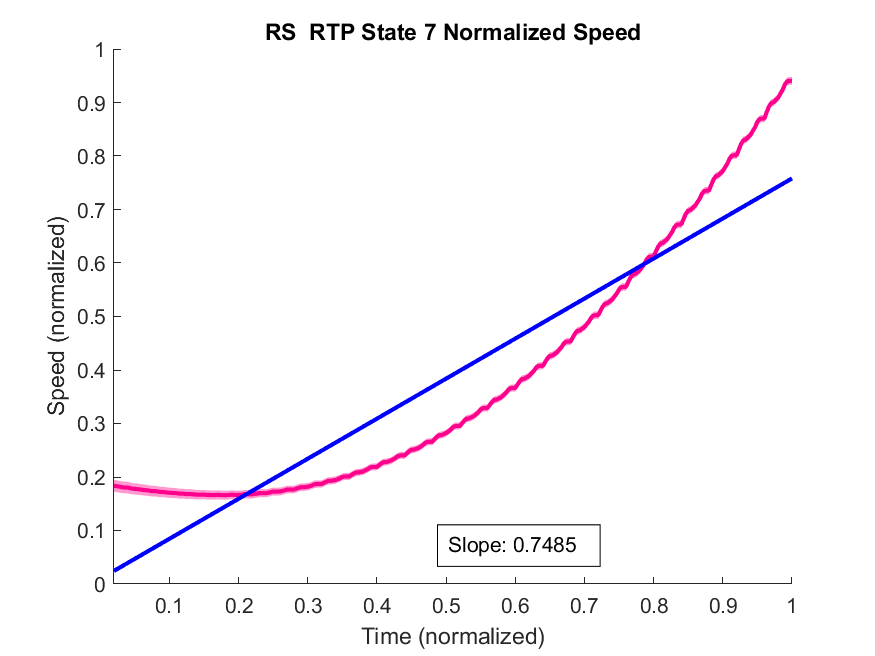 RS  RTP State 7 Normalized Speed
1
0.9
0.8
0.7
0.6
0.5
0.4
0.3
0.2
0.1
0
Speed (normalized)
Slope: 0.7485
0.1 0.2 0.3 0.4 0.5 0.6 0.7 0.8 0.9 1
Time (normalized)